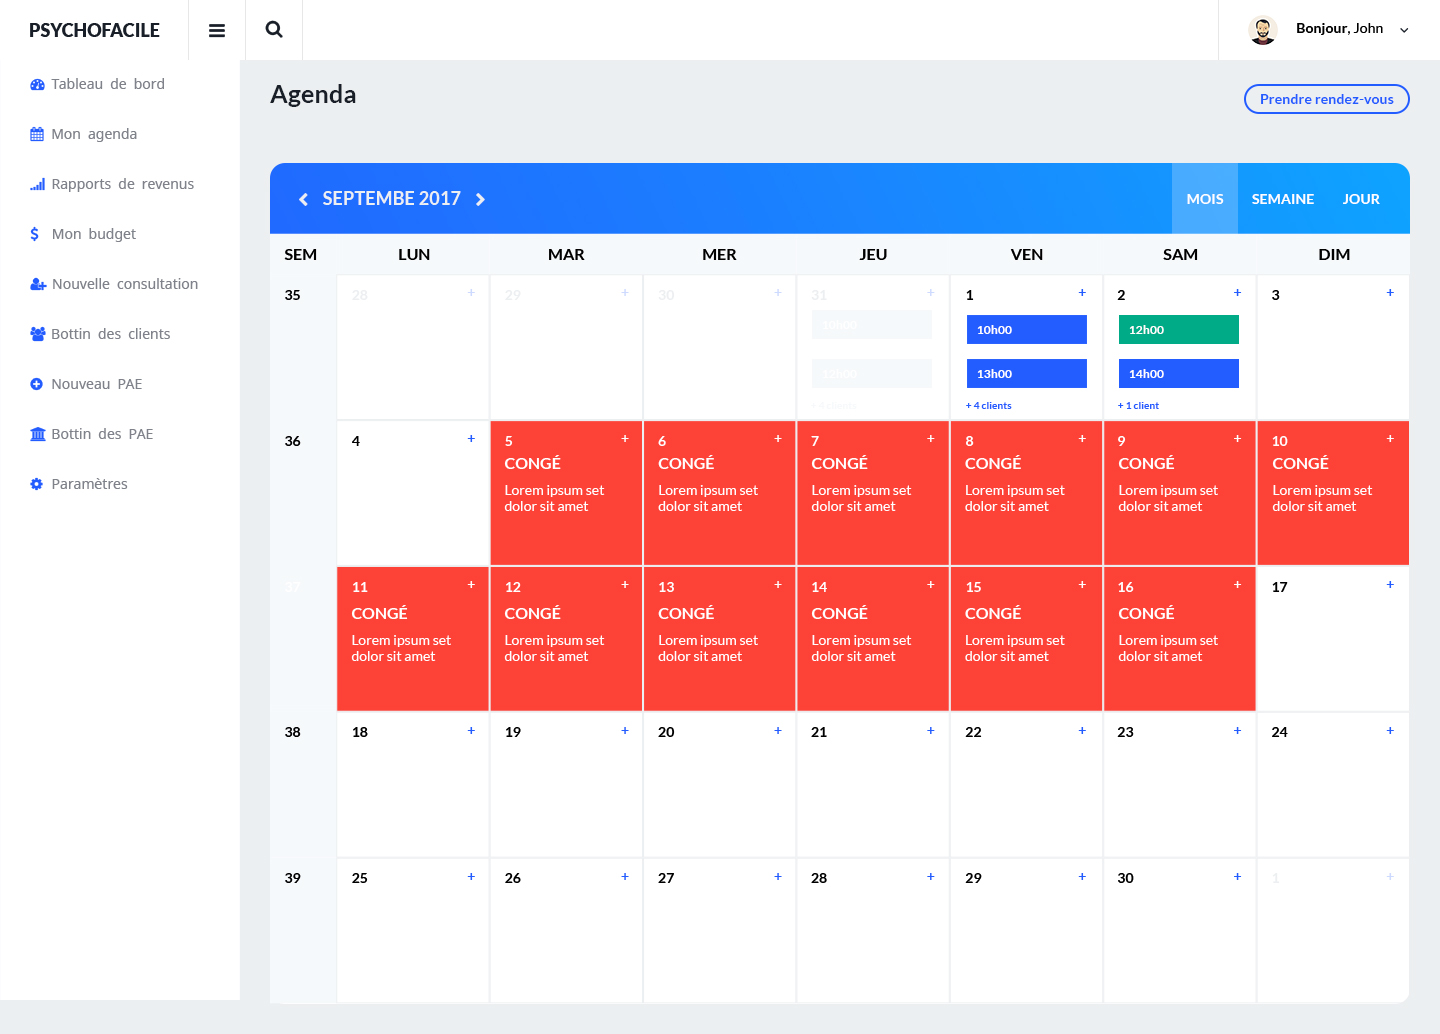 PSYCHOFACILE
Bonjour, John
Tableau de bord
Mon agenda
Rapports de revenus
Mon budget
Nouvelle consultation
Bottin des clients
Nouveau PAE
Bottin des PAE
Paramètres
Agenda
Prendre rendez-vous
SEPTEMBE 2017
MOIS SEMAINE JOUR
SEM LUN MAR MER JEU VEN SAM DIM
35 28 + 29 + 30 + 31 + 1 + 2 + 3 +
10h00 10h00 12h00
13h00 13h00 14h00
+ 4 clients + 4 clients + 1 client
36 4 + 5 + 6 + 7 + 8 + 9 + 10 +
CONGÉ CONGÉ CONGÉ CONGÉ CONGÉ CONGÉ
Lorem ipsum set Lorem ipsum set Lorem ipsum set Lorem ipsum set Lorem ipsum set Lorem ipsum set
dolor sit amet dolor sit amet dolor sit amet dolor sit amet dolor sit amet dolor sit amet
37 11 + 12 + 13 + 14 + 15 + 16 + 17 +
CONGÉ CONGÉ CONGÉ CONGÉ CONGÉ CONGÉ
Lorem ipsum set Lorem ipsum set Lorem ipsum set Lorem ipsum set Lorem ipsum set Lorem ipsum set
dolor sit amet dolor sit amet dolor sit amet dolor sit amet dolor sit amet dolor sit amet
38 18 + 19 + 20 + 21 + 22 + 23 + 24 +
39 25 + 26 + 27 + 28 + 29 + 30 + 1 +